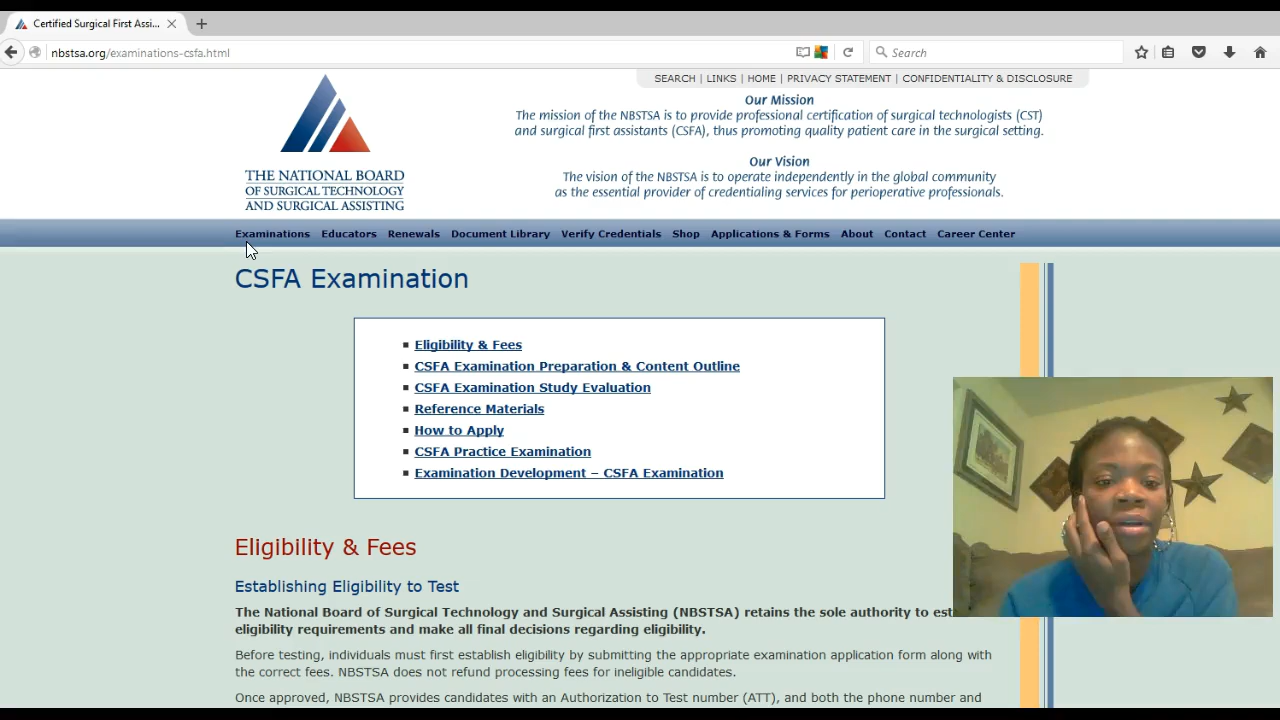 Certified Surgical First Assi...
nbstsa.org/examinations-csfa.html
Search
SEARCH | LINKS | HOME | PRIVACY STATEMENT | CONFIDENTIALITY & DISCLOSURE
Our Mission
The mission of the NBSTSA is to provide professional certification of surgical technologists (CST)
and surgical first assistants (CSFA), thus promoting quality patient care in the surgical setting.
Our Vision
The vision of the NBSTSA is to operate independently in the global community
as the essential provider of credentialing services for perioperative professionals.
THE NATIONAL BOARD
OF SURGICAL TECHNOLOGY
AND SURGICAL ASSISTING
Examinations Educators Renewals Document Library Verify Credentials Shop Applications & Forms About Contact Career Center
CSFA Examination
Eligibility & Fees
CSFA Examination Preparation & Content Outline
CSFA Examination Study Evaluation
Reference Materials
How to Apply
CSFA Practice Examination
Examination Development – CSFA Examination
Eligibility & Fees
Establishing Eligibility to Test
The National Board of Surgical Technology and Surgical Assisting (NBSTSA) retains the sole authority to
eligibility requirements and make all final decisions regarding eligibility.
Before testing, individuals must first establish eligibility by submitting the appropriate examination application form along with
the correct fees. NBSTSA does not refund processing fees for ineligible candidates.
Once approved, NBSTSA provides candidates with an Authorization to Test number (ATT), and both the phone number and